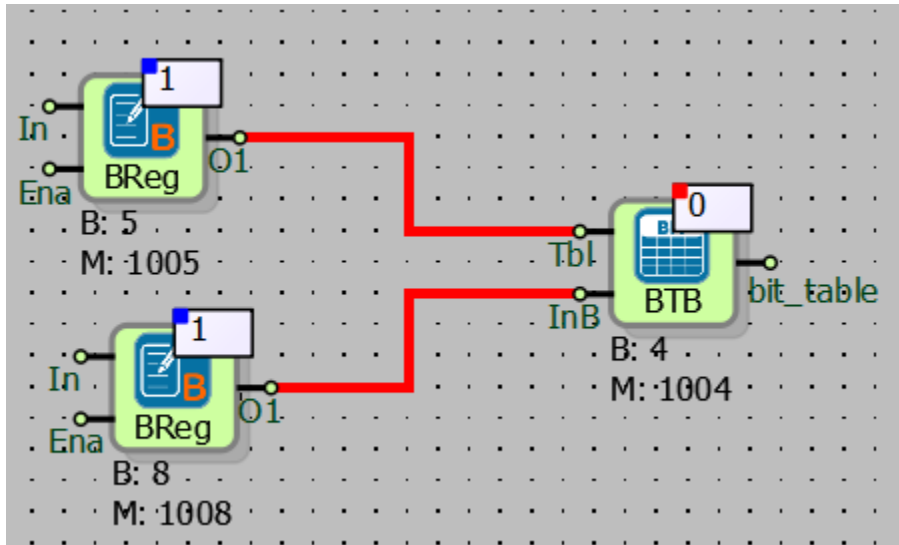 1
In
B
O1
Ena
BReg
B: 5
M: 1005
0
Tbl
InB
BTB
bit_table
B: 4
M: 1004
1
In
B
O1
Ena
BReg
B: 8
M: 1008